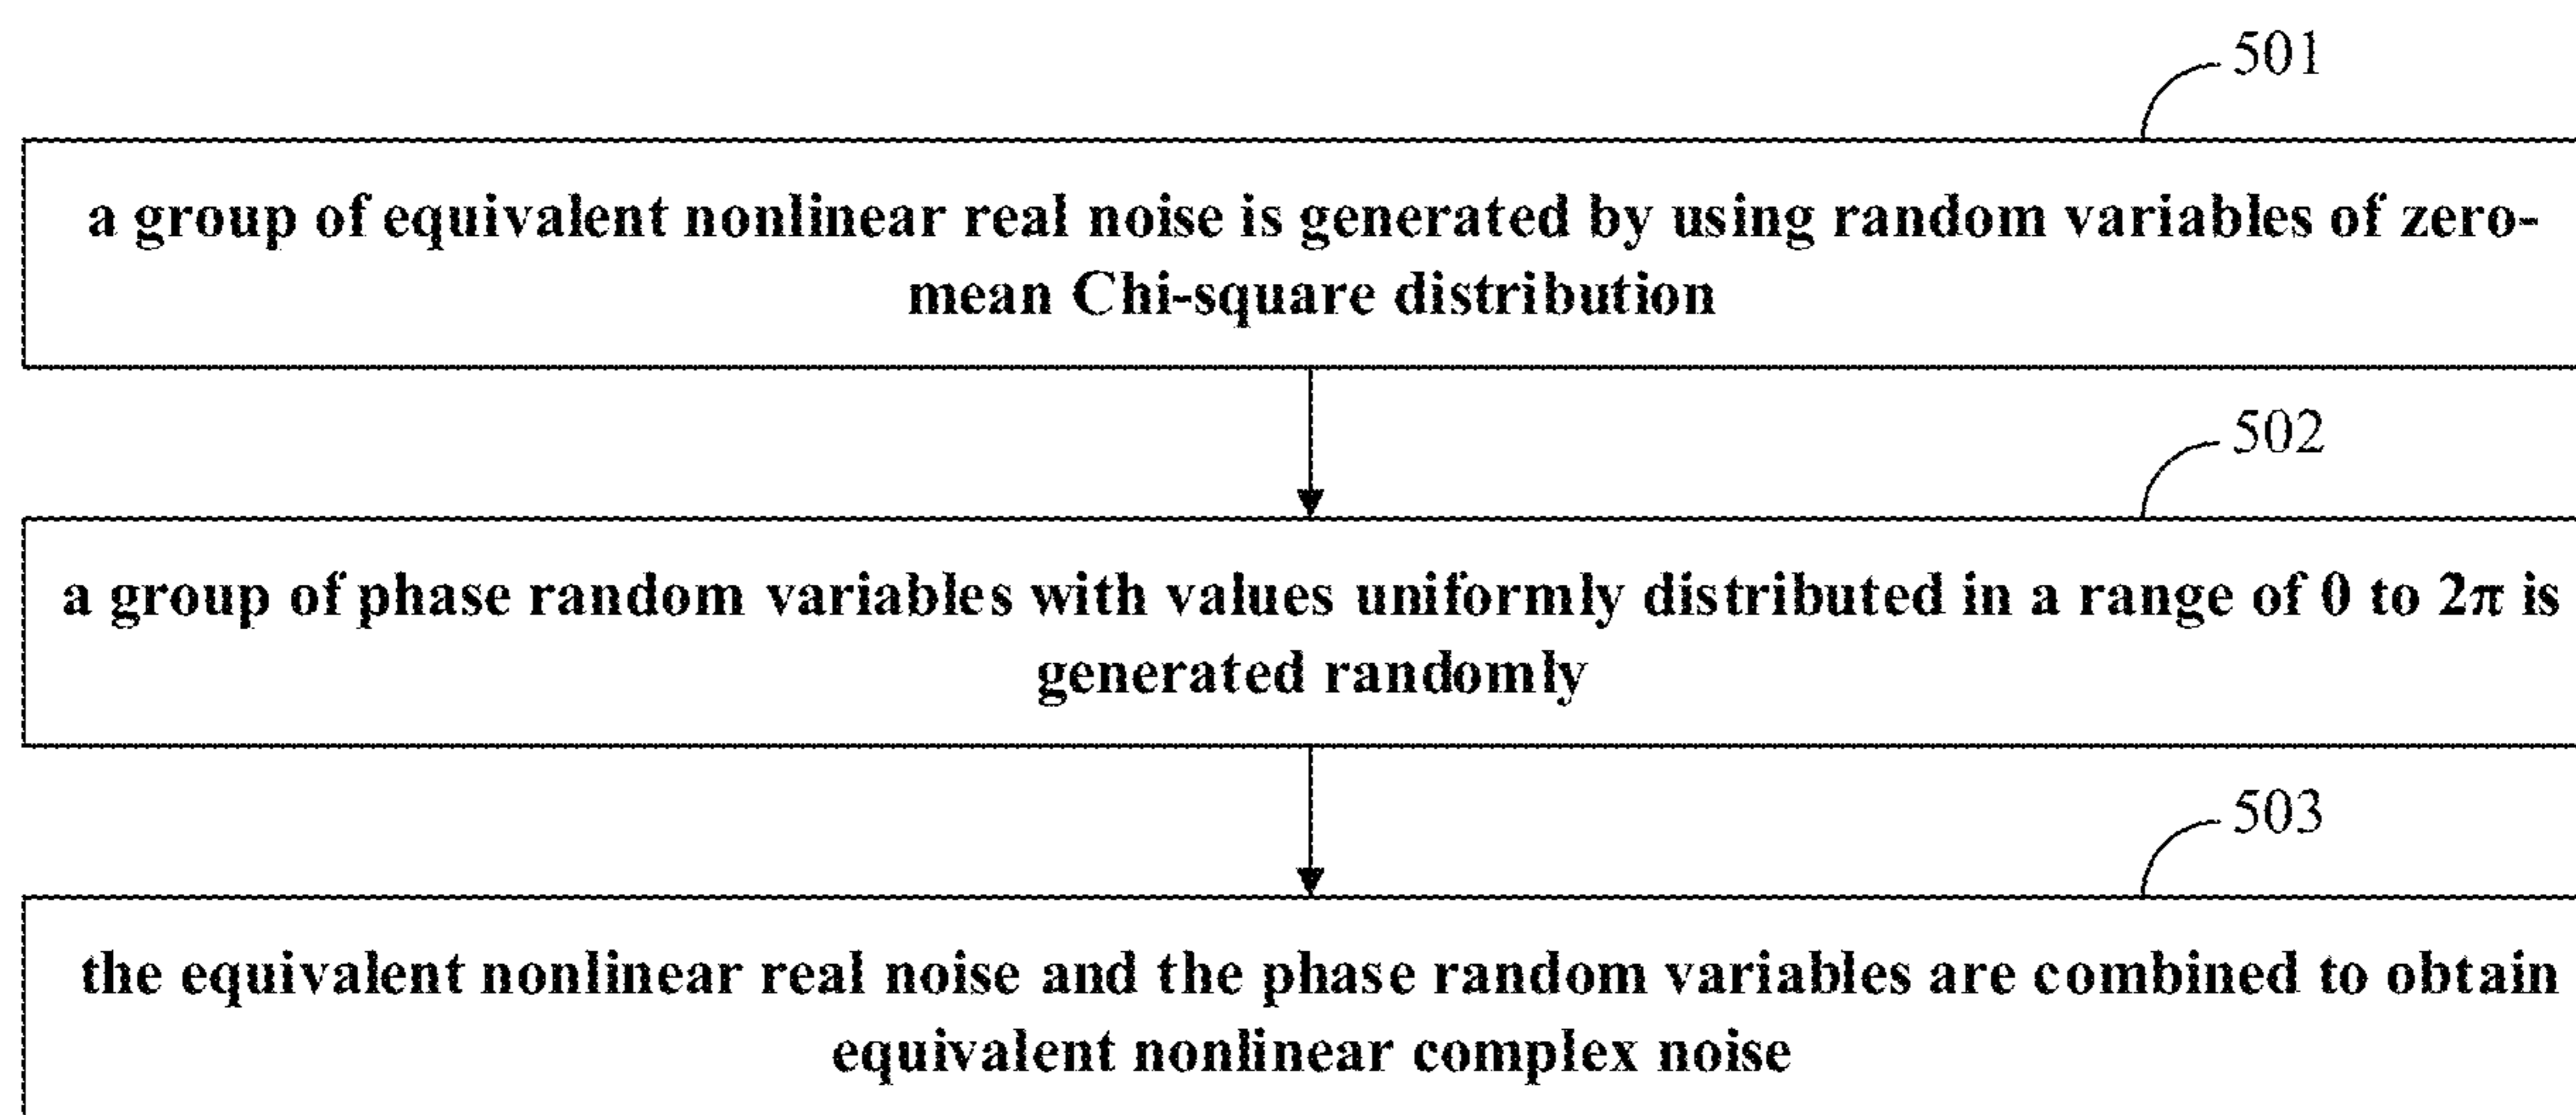 501
a group of equivalent nonlinear real noise is generated by using random variables of zero-
mean Chi-square distribution
502
a group of phase random variables with values uniformly distributed in a range of 0 to 2π is
generated randomly
503
the equivalent nonlinear real noise and the phase random variables are combined to obtain
equivalent nonlinear complex noise